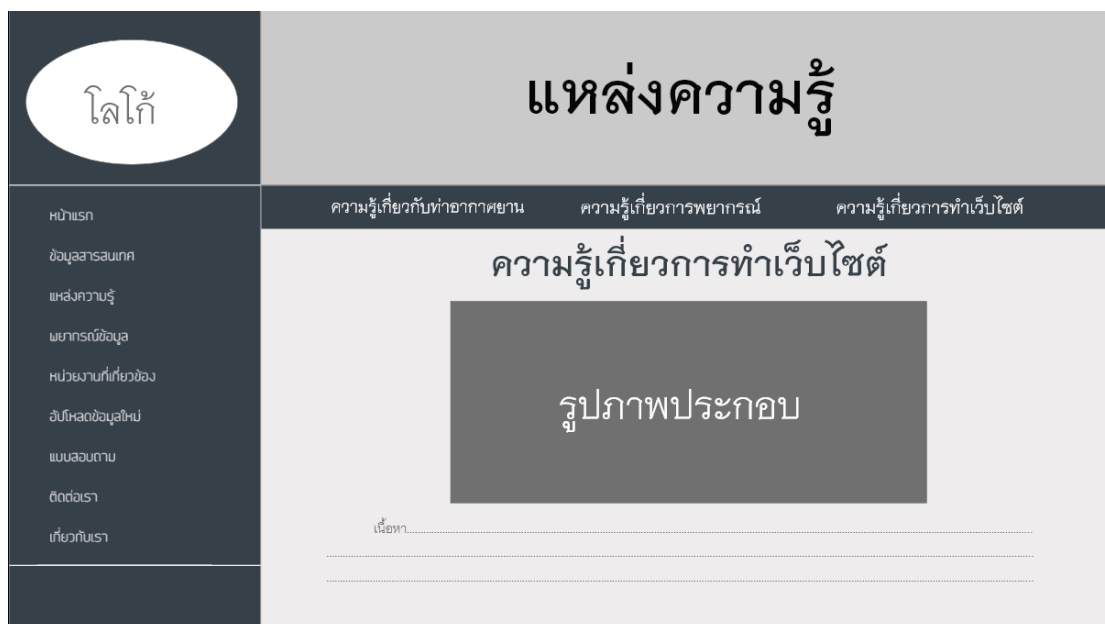 โลโก้
แหล่งความรู้
หน้าแรก
ข้อมูลสารสนเทศ
แหล่งความรู้
พยากรณ์ข้อมูล
หน่วยงานที่เกี่ยวข้อง
อัปโหลดข้อมูลใหม่
แบบสอบถาม
ติดต่อเรา
เกี่ยวกับเรา
ความรู้เกี่ยวกับท่าอากาศยาน ความรู้เกี่ยวการพยากรณ์ ความรู้เกี่ยวการทำเว็บไซต์
ความรู้เกี่ยวการทำเว็บไซต์
รูปภาพประกอบ
เนื้อหา